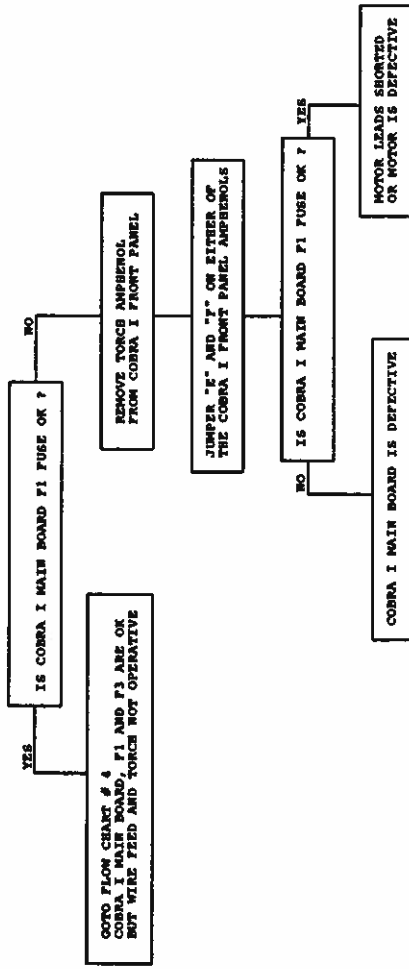 IS COBRA I MAIN BOARD F1 FUSE OK ?
YES
NO
GOTO FLOW CHART # 4
COBRA I MAIN BOARD, F1 AND F3 ARE OK
BUT WIRE FEED AND TORCH NOT OPERATIVE
REMOVE TORCH AMPHENOL
FROM COBRA I FRONT PANEL
JUMPER "E" AND "F" ON EITHER OF
THE COBRA I FRONT PANEL AMPHENOLS
IS COBRA I MAIN BOARD F1 FUSE OK ?
NO
YES
COBRA I MAIN BOARD IS DEFECTIVE
MOTOR LEADS SHORTED
OR MOTOR IS DEFECTIVE